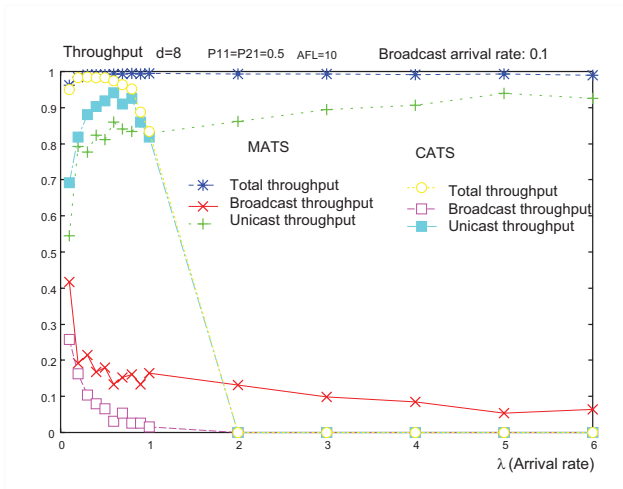 Throughput d=8 P11=P21=0.5 AFL=10 Broadcast arrival rate: 0.1
1
0.9
0.8
0.7
0.6
0.5
0.4
0.3
0.2
0.1
0
MATS
Total throughput
Broadcast throughput
Unicast throughput
CATS
Total throughput
Broadcast throughput
Unicast throughput
0 1 2 3 4 5 6
λ (Arrival rate)